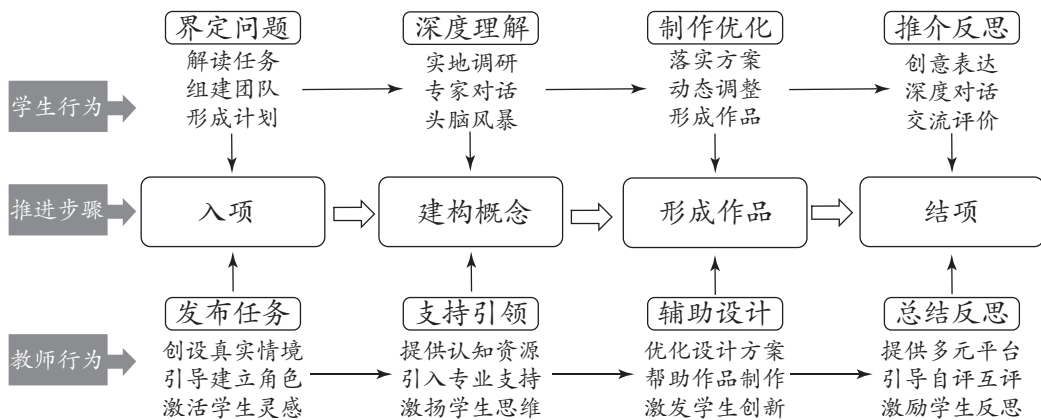 界定问题
解读任务
组建团队
形成计划
深度理解
实地调研
专家对话
头脑风暴
制作优化
落实方案
动态调整
形成作品
推介反思
创意表达
深度对话
交流评价
学生行为
推进步骤
入项
建构概念
形成作品
结项
教师行为
发布任务
创设真实情境
引导建立角色
激活学生灵感
支持引领
提供认知资源
引入专业支持
激扬学生思维
辅助设计
优化设计方案
帮助作品制作
激发学生创新
总结反思
提供多元平台
引导自评互评
激励学生反思